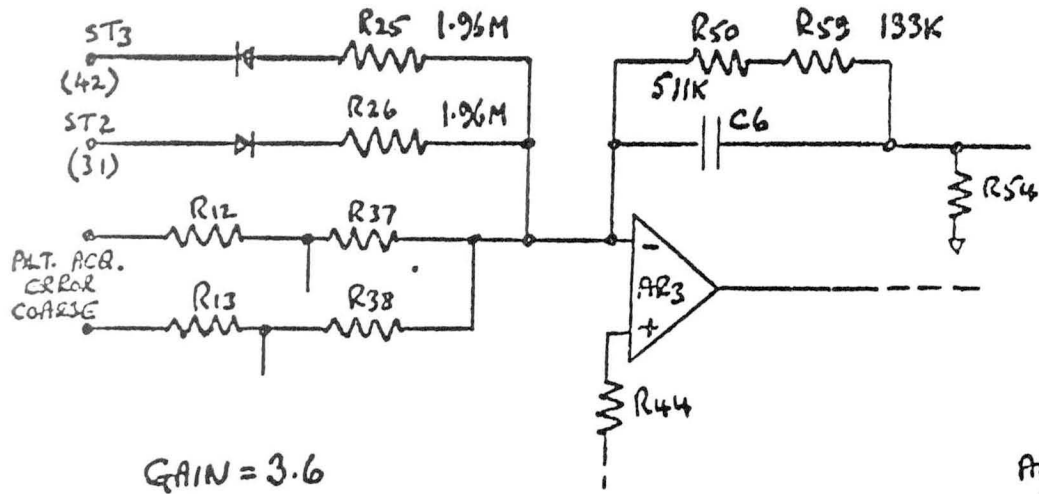 ST3
(42)
R25 1.96M
R50 R59 133K
511K
ST2
(31)
R26 1.96M
C6
R54
R12 R37
ALT. ACQ.
ERROR
COARSE
R13 R38
-
AR3
+
R44
GAIN = 3.6